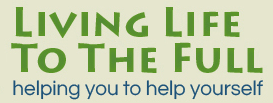 LIVING LIFE
TO THE FULL
helping you to help yourself